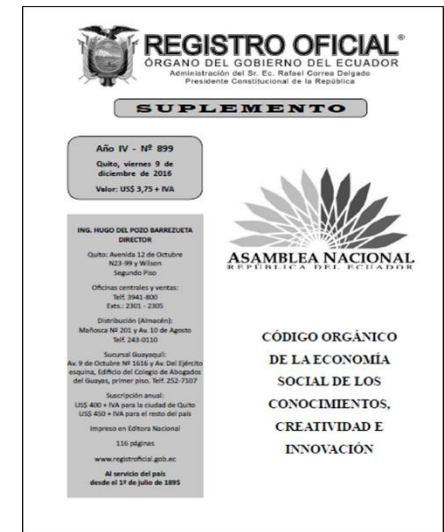 REGISTRO OFICIAL®
ÓRGANO DEL GOBIERNO DEL ECUADOR
Administración del Sr. Ec. Rafael Correa Delgado
Presidente Constitucional de la República
SUPLEMENTO
Año IV - Nº 899
Quito, viernes 9 de
diciembre de 2016
Valor: US$ 3,75 + IVA
ING. HUGO DEL POZO BARREZUETA
DIRECTOR
Quito: Avenida 12 de Octubre
N23-99 y Wilson
Segundo Piso
Oficinas centrales y ventas:
Telf. 3941-800
Exts.: 2301 - 2305
Distribución (Almacén):
Mañosca Nº 201 y Av. 10 de Agosto
Telf. 243-0110
Sucursal Guayaquil:
Av. 9 de Octubre Nº 1616 y Av. Del Ejército
esquina, Edificio del Colegio de Abogados
del Guayas, primer piso. Telf. 252-7107
Suscripción anual:
US$ 400 + IVA para la ciudad de Quito
US$ 450 + IVA para el resto del país
Impreso en Editora Nacional
116 páginas
www.registroficial.gob.ec
Al servicio del país
desde el 1º de julio de 1895
ASAMBLEA NACIONAL
REPÚBLICA DEL ECUADOR
CÓDIGO ORGÁNICO
DE LA ECONOMÍA
SOCIAL DE LOS
CONOCIMIENTOS,
CREATIVIDAD E
INNOVACIÓN